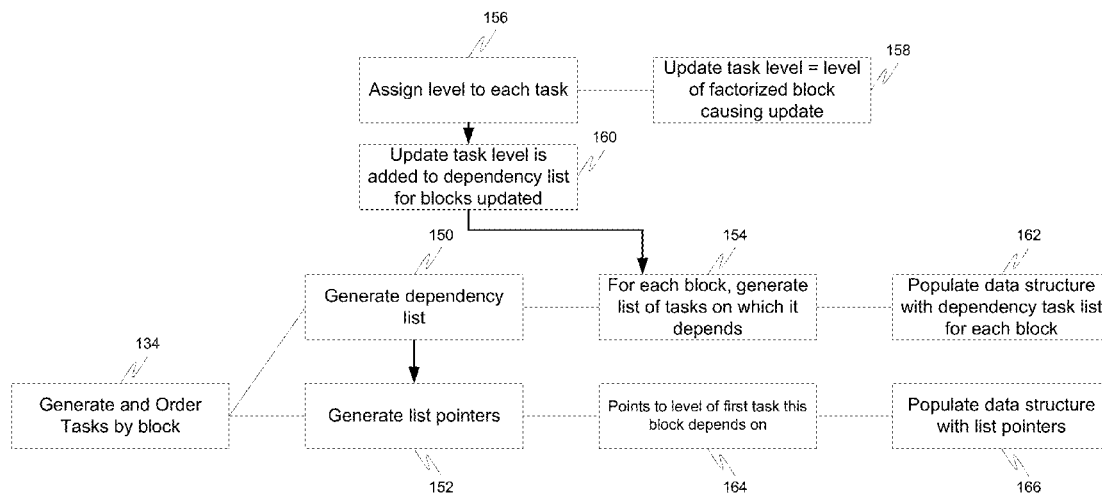 156
158
Assign level to each task
Update task level = level
of factorized block
causing update
160
Update task level is
added to dependency list
for blocks updated
150
154
162
Generate dependency
list
For each block, generate
list of tasks on which it
depends
Populate data structure
with dependency task list
for each block
134
Generate and Order
Tasks by block
Generate list pointers
Points to level of first task this
block depends on
Populate data structure
with list pointers
152
164
166